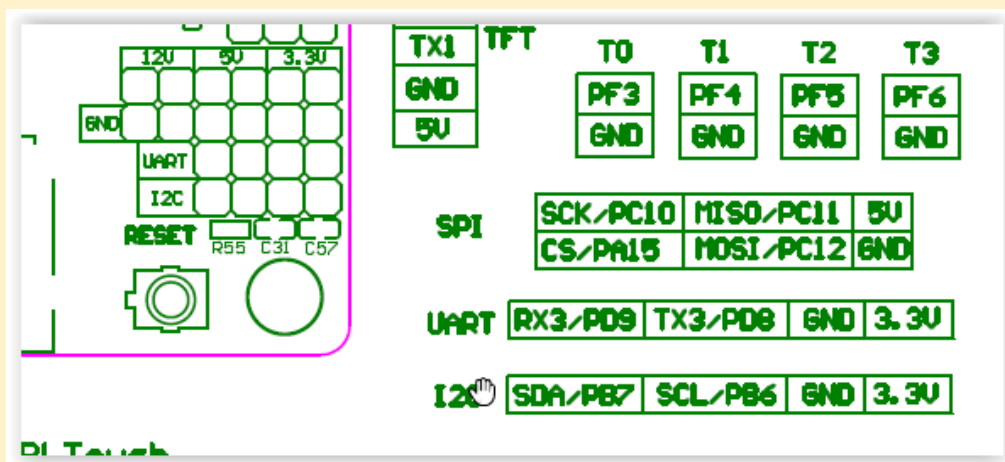 12V 5V 3.3V
GND
UART
I2C
RESET
R55 C31 C57
TX1 TFT
GND
5V
T0 T1 T2 T3
PF3 PF4 PF5 PF6
GND GND GND GND
SPI SCK/PC10 MISO/PC11 5V
CS/PA15 MOSI/PC12 GND
UART RX3/PD9 TX3/PD8 GND 3.3V
I2C SDA/PB7 SCL/PB6 GND 3.3V